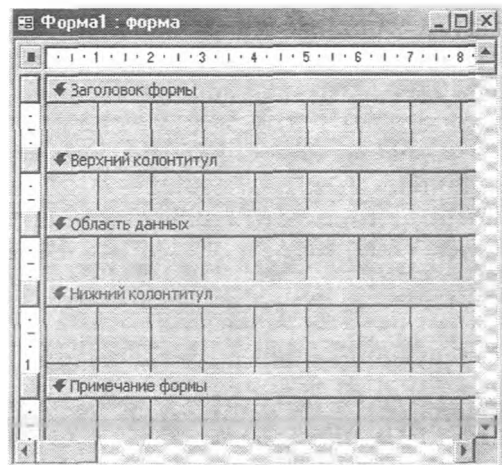 Форма1 : форма
1 2 3 4 5 6 7 8
Заголовок формы
Верхний колонтитул
Область данных
Нижний колонтитул
1
Примечание формы